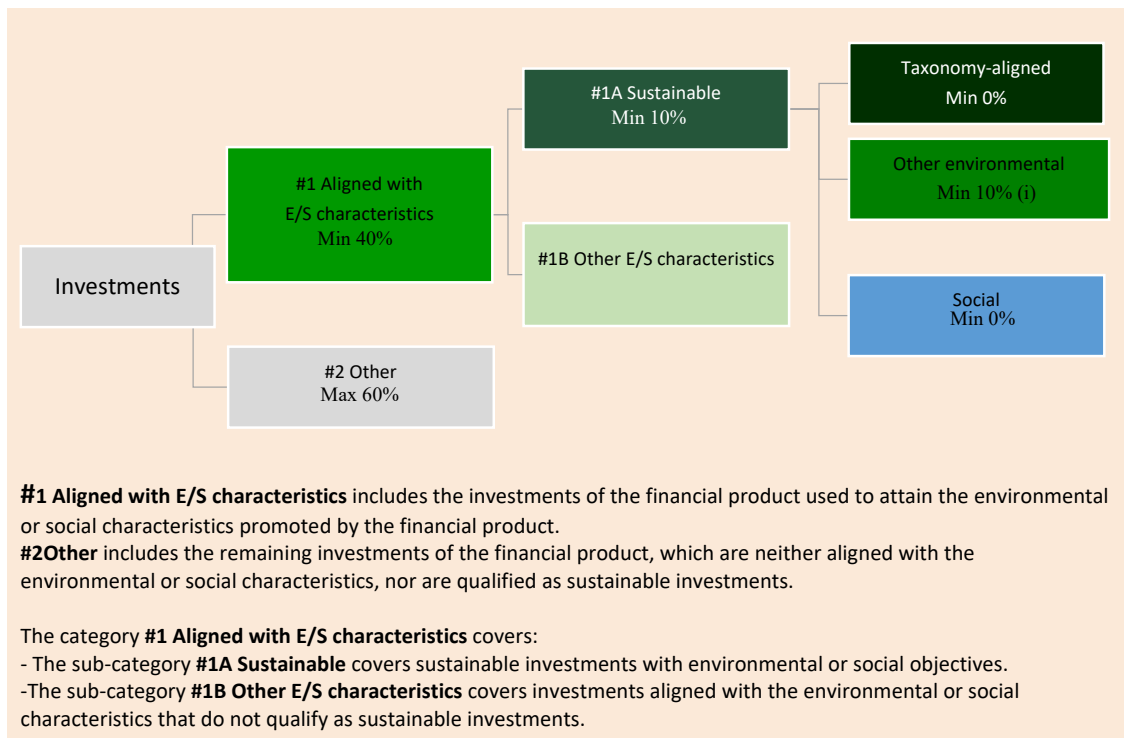 Investments
#1 Aligned with
E/S characteristics
Min 40%
#2 Other
Max 60%
#1A Sustainable
Min 10%
#1B Other E/S characteristics
Taxonomy-aligned
Min 0%
Other environmental
Min 10% (i)
Social
Min 0%
#1 Aligned with E/S characteristics includes the investments of the financial product used to attain the environmental
or social characteristics promoted by the financial product.
#2Other includes the remaining investments of the financial product, which are neither aligned with the
environmental or social characteristics, nor are qualified as sustainable investments.
The category #1 Aligned with E/S characteristics covers:
- The sub-category #1A Sustainable covers sustainable investments with environmental or social objectives.
-The sub-category #1B Other E/S characteristics covers investments aligned with the environmental or social
characteristics that do not qualify as sustainable investments.